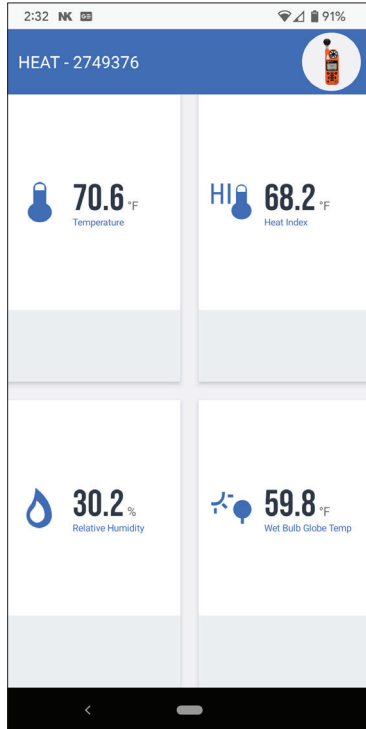 2:32 NK GE 91%
HEAT - 2749376
70.6 °F
Temperature
HI 68.2 °F
Heat Index
30.2 %
Relative Humidity
59.8 °F
Wet Bulb Globe Temp